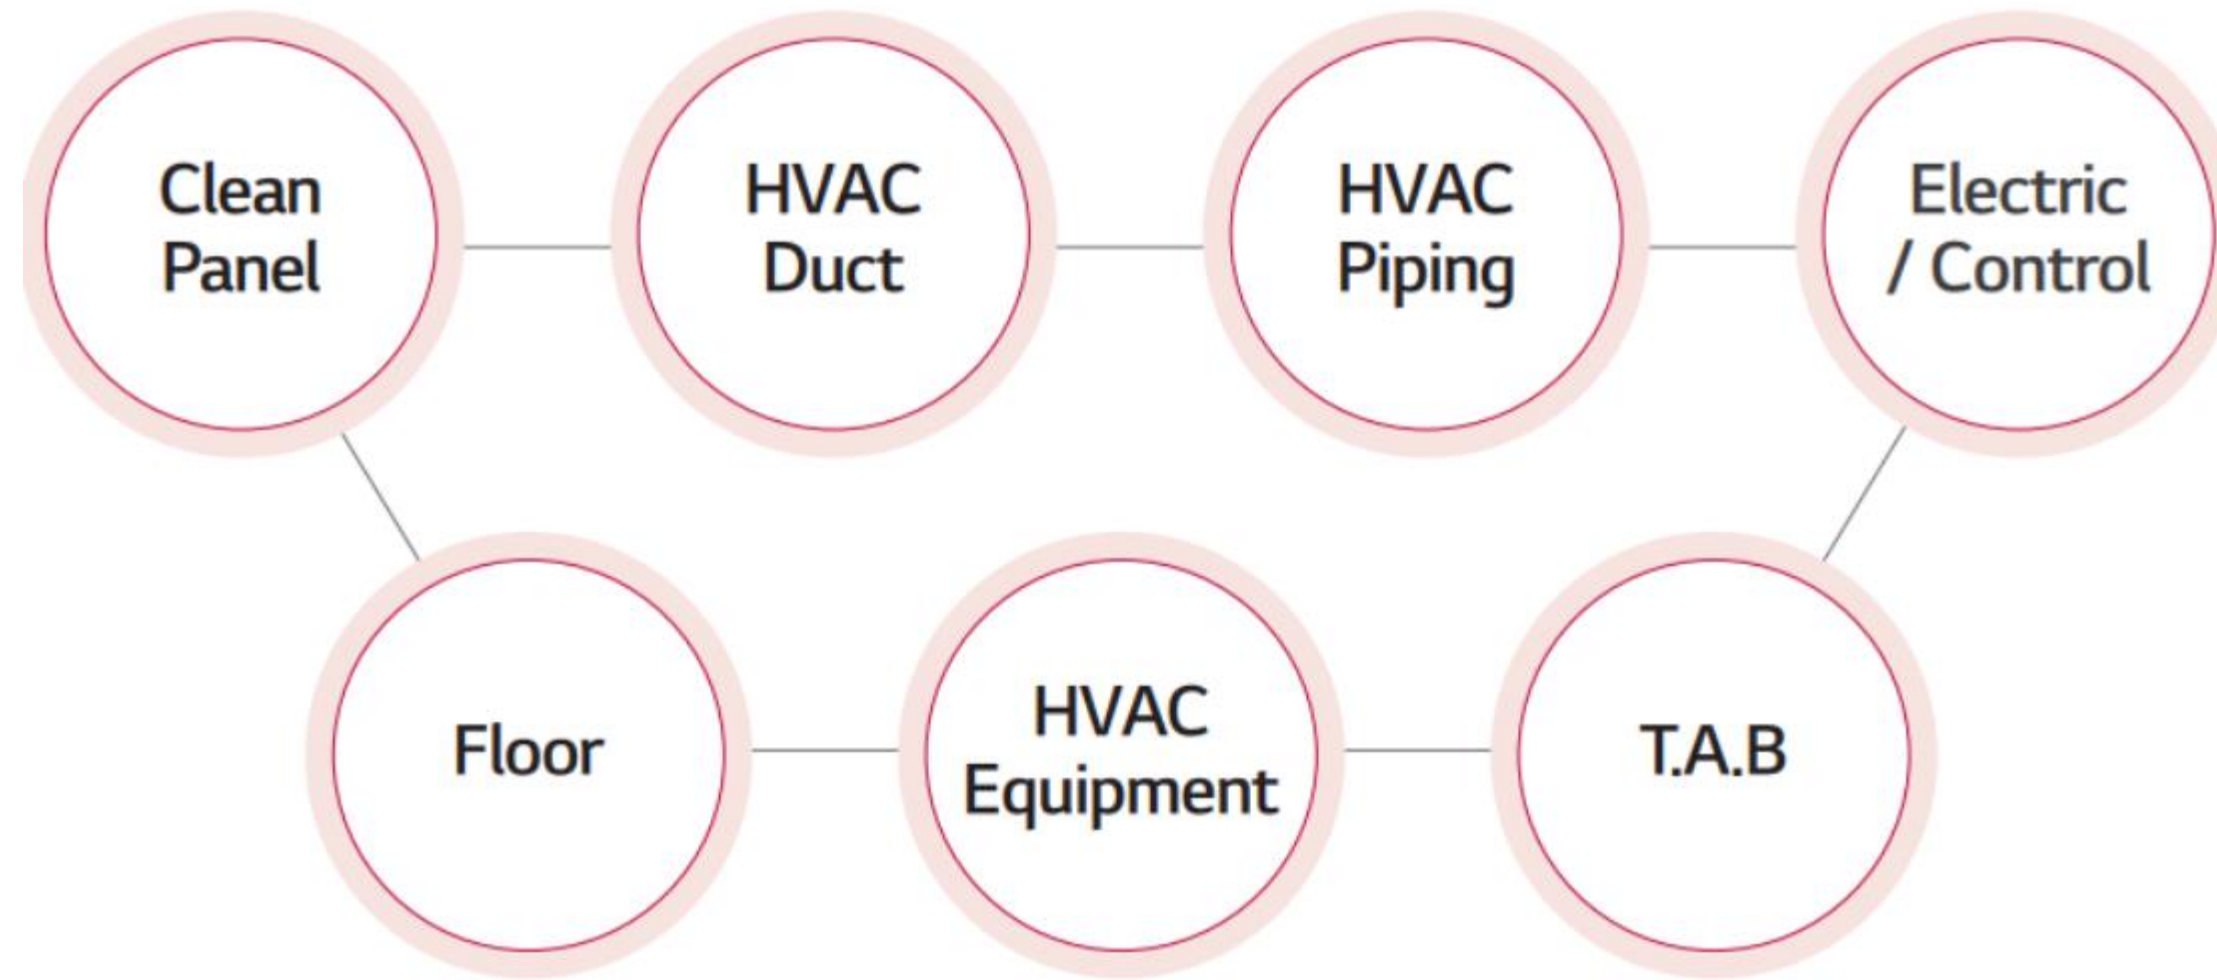 Clean
Panel
HVAC
Duct
HVAC
Piping
Electric
/ Control
Floor
HVAC
Equipment
T.A.B